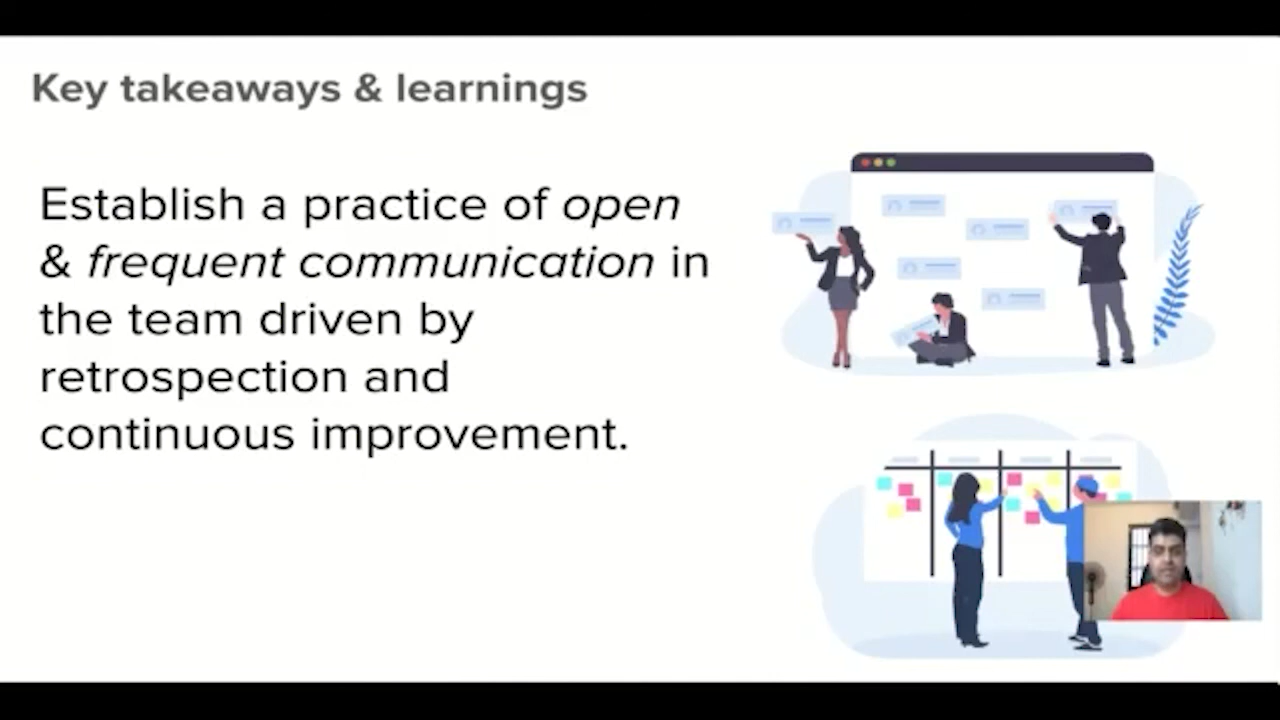 Key takeaways & learnings
Establish a practice of open
& frequent communication in
the team driven by
retrospection and
continuous improvement.